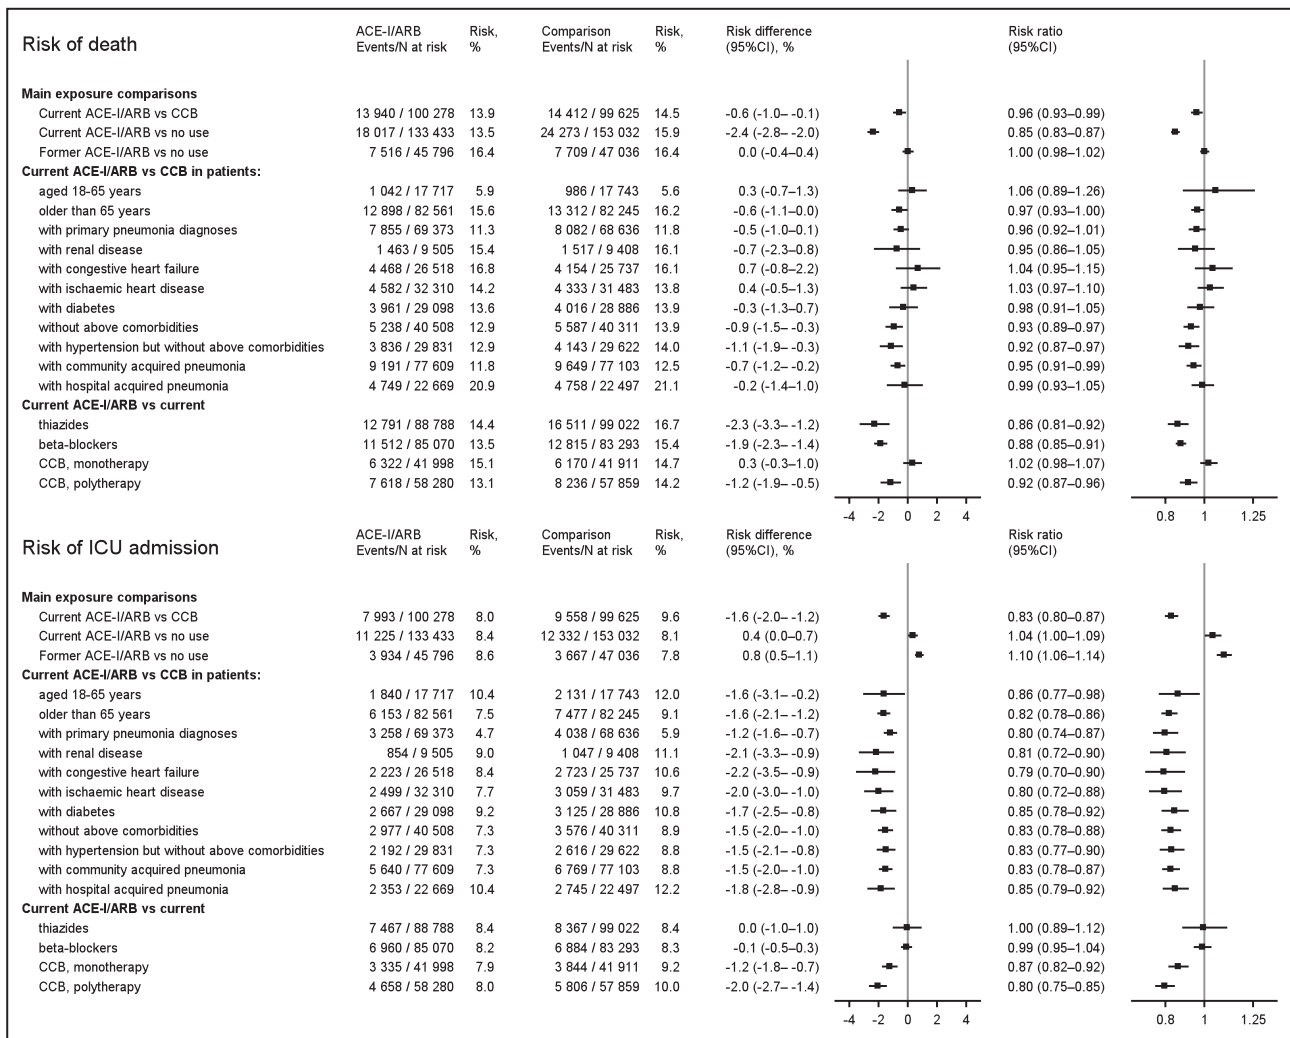 Risk of death
ACE-I/ARB Risk, Comparison Risk, Risk difference Risk ratio
Events/N at risk % Events/N at risk % (95%CI), % (95%CI)
Main exposure comparisons
Current ACE-I/ARB vs CCB 13 940 / 100 278 13.9 14 412 / 99 625 14.5 -0.6 (-1.0– -0.1) 0.96 (0.93–0.99)
Current ACE-I/ARB vs no use 18 017 / 133 433 13.5 24 273 / 153 032 15.9 -2.4 (-2.8– -2.0) 0.85 (0.83–0.87)
Former ACE-I/ARB vs no use 7 516 / 45 796 16.4 7 709 / 47 036 16.4 0.0 (-0.4–0.4) 1.00 (0.98–1.02)
Current ACE-I/ARB vs CCB in patients:
aged 18-65 years 1 042 / 17 717 5.9 986 / 17 743 5.6 0.3 (-0.7–1.3) 1.06 (0.89–1.26)
older than 65 years 12 898 / 82 561 15.6 13 312 / 82 245 16.2 -0.6 (-1.1–0.0) 0.97 (0.93–1.00)
with primary pneumonia diagnoses 7 855 / 69 373 11.3 8 082 / 68 636 11.8 -0.5 (-1.0–0.1) 0.96 (0.92–1.01)
with renal disease 1 463 / 9 505 15.4 1 517 / 9 408 16.1 -0.7 (-2.3–0.8) 0.95 (0.86–1.05)
with congestive heart failure 4 468 / 26 518 16.8 4 154 / 25 737 16.1 0.7 (-0.8–2.2) 1.04 (0.95–1.15)
with ischaemic heart disease 4 582 / 32 310 14.2 4 333 / 31 483 13.8 0.4 (-0.5–1.3) 1.03 (0.97–1.10)
with diabetes 3 961 / 29 098 13.6 4 016 / 28 886 13.9 -0.3 (-1.3–0.7) 0.98 (0.91–1.05)
without above comorbidities 5 238 / 40 508 12.9 5 587 / 40 311 13.9 -0.9 (-1.5– -0.3) 0.93 (0.89–0.97)
with hypertension but without above comorbidities 3 836 / 29 831 12.9 4 143 / 29 622 14.0 -1.1 (-1.9– -0.3) 0.92 (0.87–0.97)
with community acquired pneumonia 9 191 / 77 609 11.8 9 649 / 77 103 12.5 -0.7 (-1.2– -0.2) 0.95 (0.91–0.99)
with hospital acquired pneumonia 4 749 / 22 669 20.9 4 758 / 22 497 21.1 -0.2 (-1.4–1.0) 0.99 (0.93–1.05)
Current ACE-I/ARB vs current
thiazides 12 791 / 88 788 14.4 16 511 / 99 022 16.7 -2.3 (-3.3– -1.2) 0.86 (0.81–0.92)
beta-blockers 11 512 / 85 070 13.5 12 815 / 83 293 15.4 -1.9 (-2.3– -1.4) 0.88 (0.85–0.91)
CCB, monotherapy 6 322 / 41 998 15.1 6 170 / 41 911 14.7 0.3 (-0.3–1.0) 1.02 (0.98–1.07)
CCB, polytherapy 7 618 / 58 280 13.1 8 236 / 57 859 14.2 -1.2 (-1.9– -0.5) 0.92 (0.87–0.96)
-4 -2 0 2 4 0.8 1 1.25
Risk of ICU admission
ACE-I/ARB Risk, Comparison Risk, Risk difference Risk ratio
Events/N at risk % Events/N at risk % (95%CI), % (95%CI)
Main exposure comparisons
Current ACE-I/ARB vs CCB 7 993 / 100 278 8.0 9 558 / 99 625 9.6 -1.6 (-2.0– -1.2) 0.83 (0.80–0.87)
Current ACE-I/ARB vs no use 11 225 / 133 433 8.4 12 332 / 153 032 8.1 0.4 (0.0–0.7) 1.04 (1.00–1.09)
Former ACE-I/ARB vs no use 3 934 / 45 796 8.6 3 667 / 47 036 7.8 0.8 (0.5–1.1) 1.10 (1.06–1.14)
Current ACE-I/ARB vs CCB in patients:
aged 18-65 years 1 840 / 17 717 10.4 2 131 / 17 743 12.0 -1.6 (-3.1– -0.2) 0.86 (0.77–0.98)
older than 65 years 6 153 / 82 561 7.5 7 477 / 82 245 9.1 -1.6 (-2.1– -1.2) 0.82 (0.78–0.86)
with primary pneumonia diagnoses 3 258 / 69 373 4.7 4 038 / 68 636 5.9 -1.2 (-1.6– -0.7) 0.80 (0.74–0.87)
with renal disease 854 / 9 505 9.0 1 047 / 9 408 11.1 -2.1 (-3.3– -0.9) 0.81 (0.72–0.90)
with congestive heart failure 2 223 / 26 518 8.4 2 723 / 25 737 10.6 -2.2 (-3.5– -0.9) 0.79 (0.70–0.90)
with ischaemic heart disease 2 499 / 32 310 7.7 3 059 / 31 483 9.7 -2.0 (-3.0– -1.0) 0.80 (0.72–0.88)
with diabetes 2 667 / 29 098 9.2 3 125 / 28 886 10.8 -1.7 (-2.5– -0.8) 0.85 (0.78–0.92)
without above comorbidities 2 977 / 40 508 7.3 3 576 / 40 311 8.9 -1.5 (-2.0– -1.0) 0.83 (0.78–0.88)
with hypertension but without above comorbidities 2 192 / 29 831 7.3 2 616 / 29 622 8.8 -1.5 (-2.1– -0.8) 0.83 (0.77–0.90)
with community acquired pneumonia 5 640 / 77 609 7.3 6 769 / 77 103 8.8 -1.5 (-2.0– -1.0) 0.83 (0.78–0.87)
with hospital acquired pneumonia 2 353 / 22 669 10.4 2 745 / 22 497 12.2 -1.8 (-2.8– -0.9) 0.85 (0.79–0.92)
Current ACE-I/ARB vs current
thiazides 7 467 / 88 788 8.4 8 367 / 99 022 8.4 0.0 (-1.0–1.0) 1.00 (0.89–1.12)
beta-blockers 6 960 / 85 070 8.2 6 884 / 83 293 8.3 -0.1 (-0.5–0.3) 0.99 (0.95–1.04)
CCB, monotherapy 3 335 / 41 998 7.9 3 844 / 41 911 9.2 -1.2 (-1.8– -0.7) 0.87 (0.82–0.92)
CCB, polytherapy 4 658 / 58 280 8.0 5 806 / 57 859 10.0 -2.0 (-2.7– -1.4) 0.80 (0.75–0.85)
-4 -2 0 2 4 0.8 1 1.25